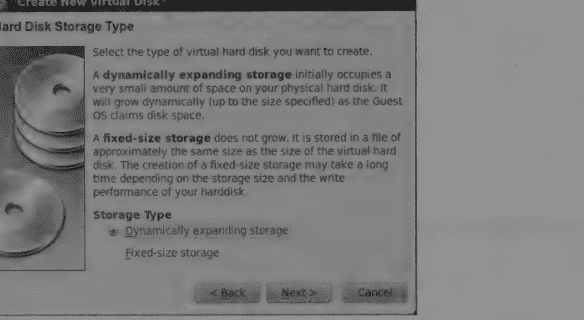 Create New Virtual Disk
ard Disk Storage Type
Select the type of virtual hard disk you want to create.
A dynamically expanding storage initially occupies a
very small amount of space on your physical hard disk. It
will grow dynamically (up to the size specified) as the Guest
OS claims disk space.
A fixed-size storage does not grow. It is stored in a file of
approximately the same size as the size of the virtual hard
disk. The creation of a fixed-size storage may take a long
time depending on the storage size and the write
performance of your harddisk.
Storage Type
Dynamically expanding storage
Fixed-size storage
< Back
Next >
Cancel